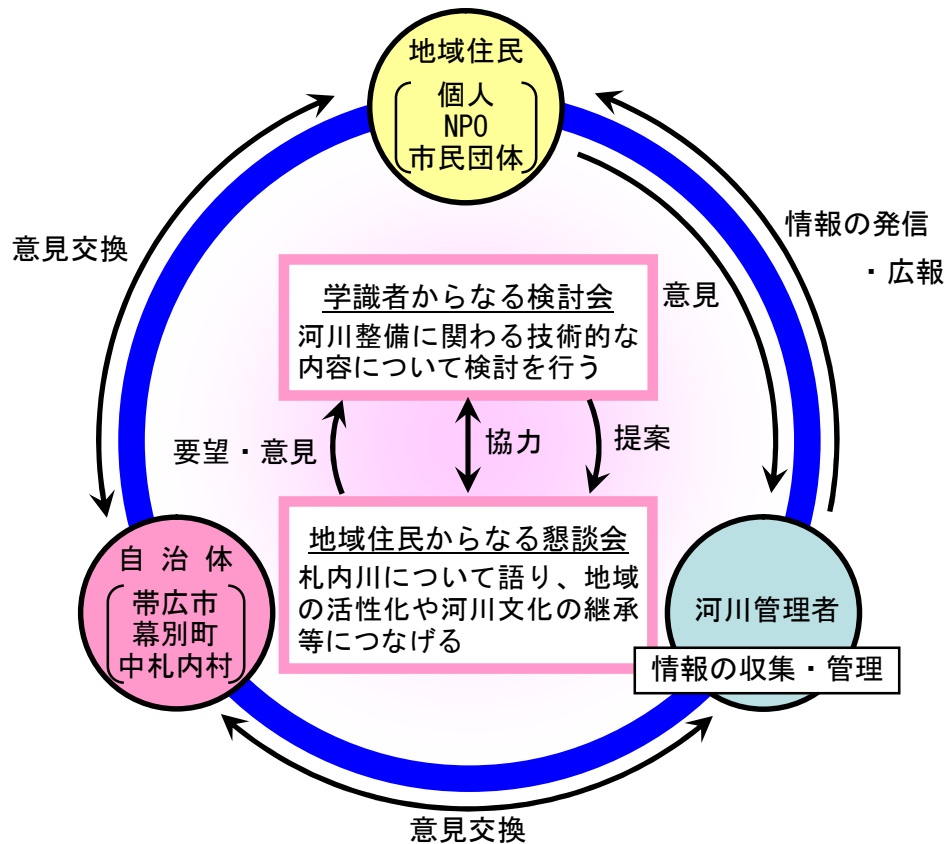 地域住民
個人
NPO
市民団体
意見交換
情報の発信
・広報
意見
学識者からなる検討会
河川整備に関わる技術的な
内容について検討を行う
要望・意見
協力
提案
地域住民からなる懇談会
札内川について語り、地域
の活性化や河川文化の継承
等につなげる
自治体
帯広市
幕別町
中札内村
河川管理者
情報の収集・管理
意見交換